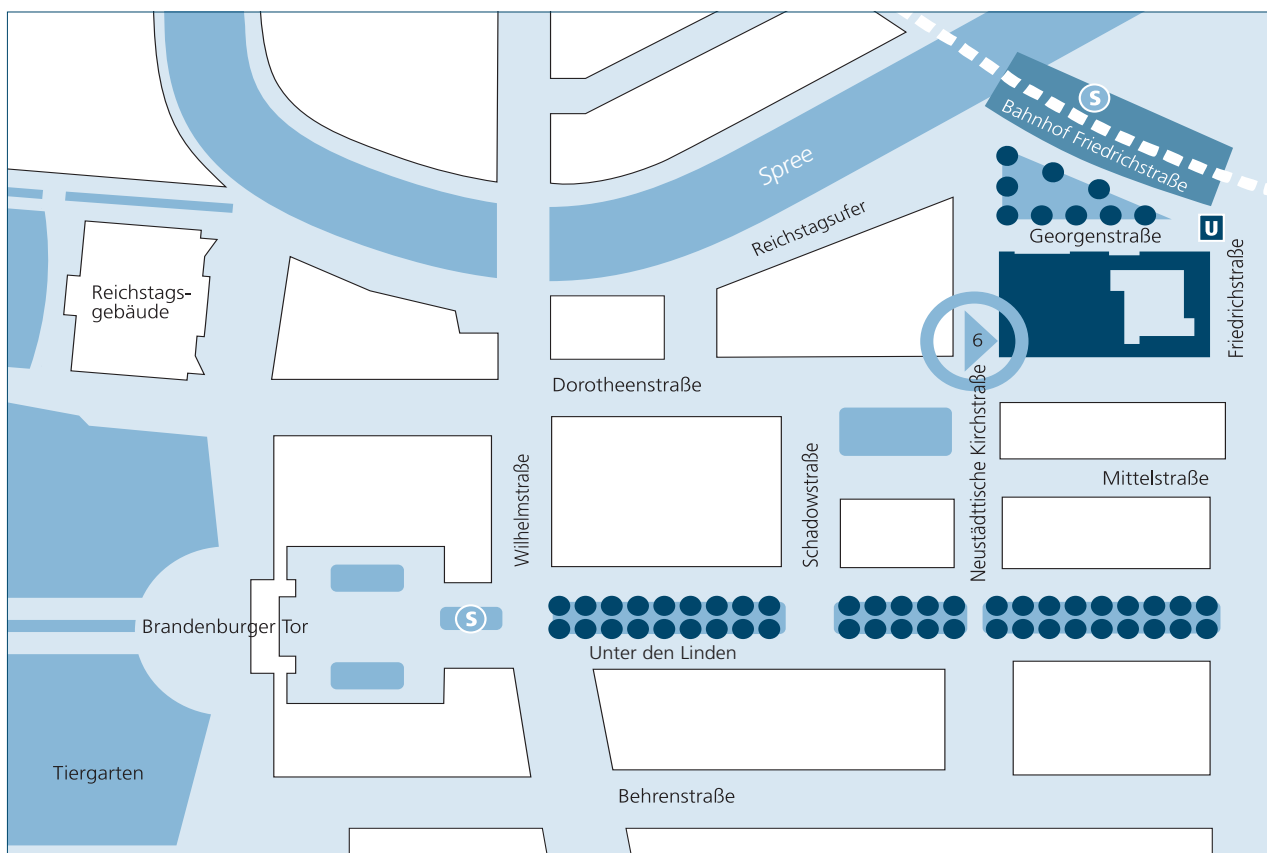 S
Bahnhof Friedrichstraße
Spree
Reichstagsufer
U
Georgenstraße
Reichstags-
gebäude
Friedrichstraße
6
Dorotheenstraße
Neustädttische Kirchstraße
Wilhelmstraße
Schadowstraße
Mittelstraße
Brandenburger Tor
S
Unter den Linden
Tiergarten
Behrenstraße